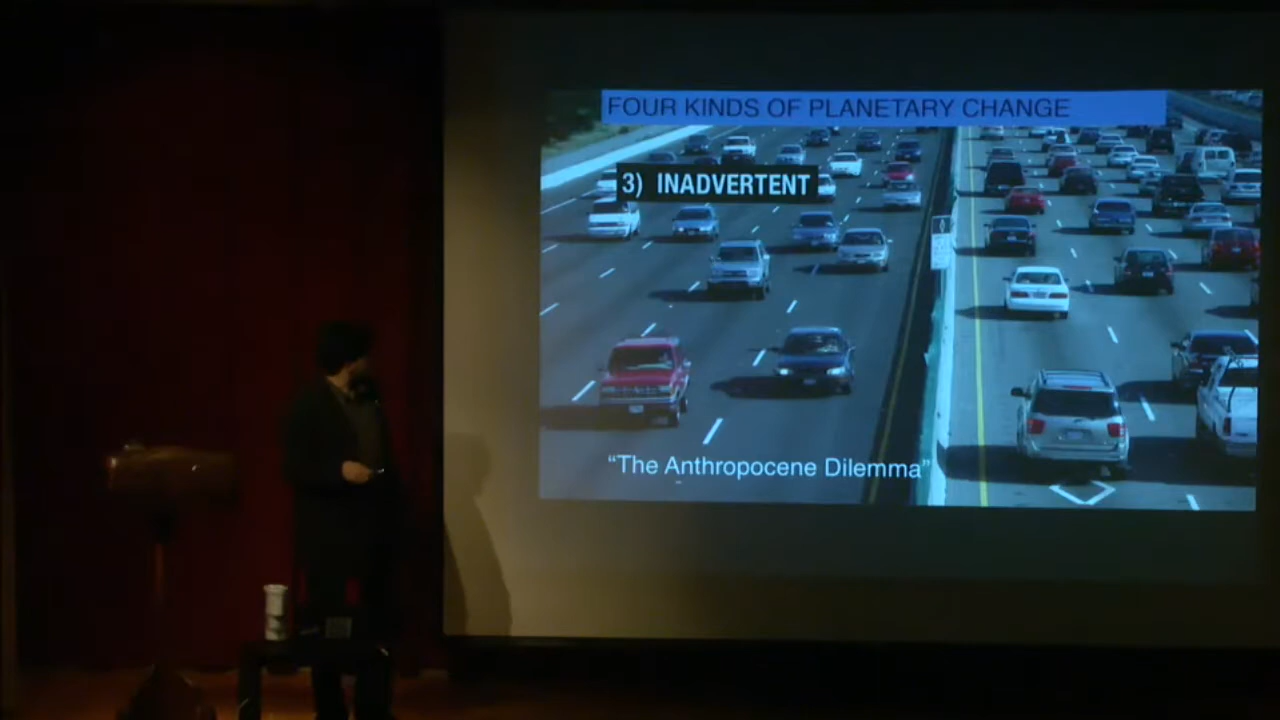 FOUR KINDS OF PLANETARY CHANGE
3) INADVERTENT
“The Anthropocene Dilemma”